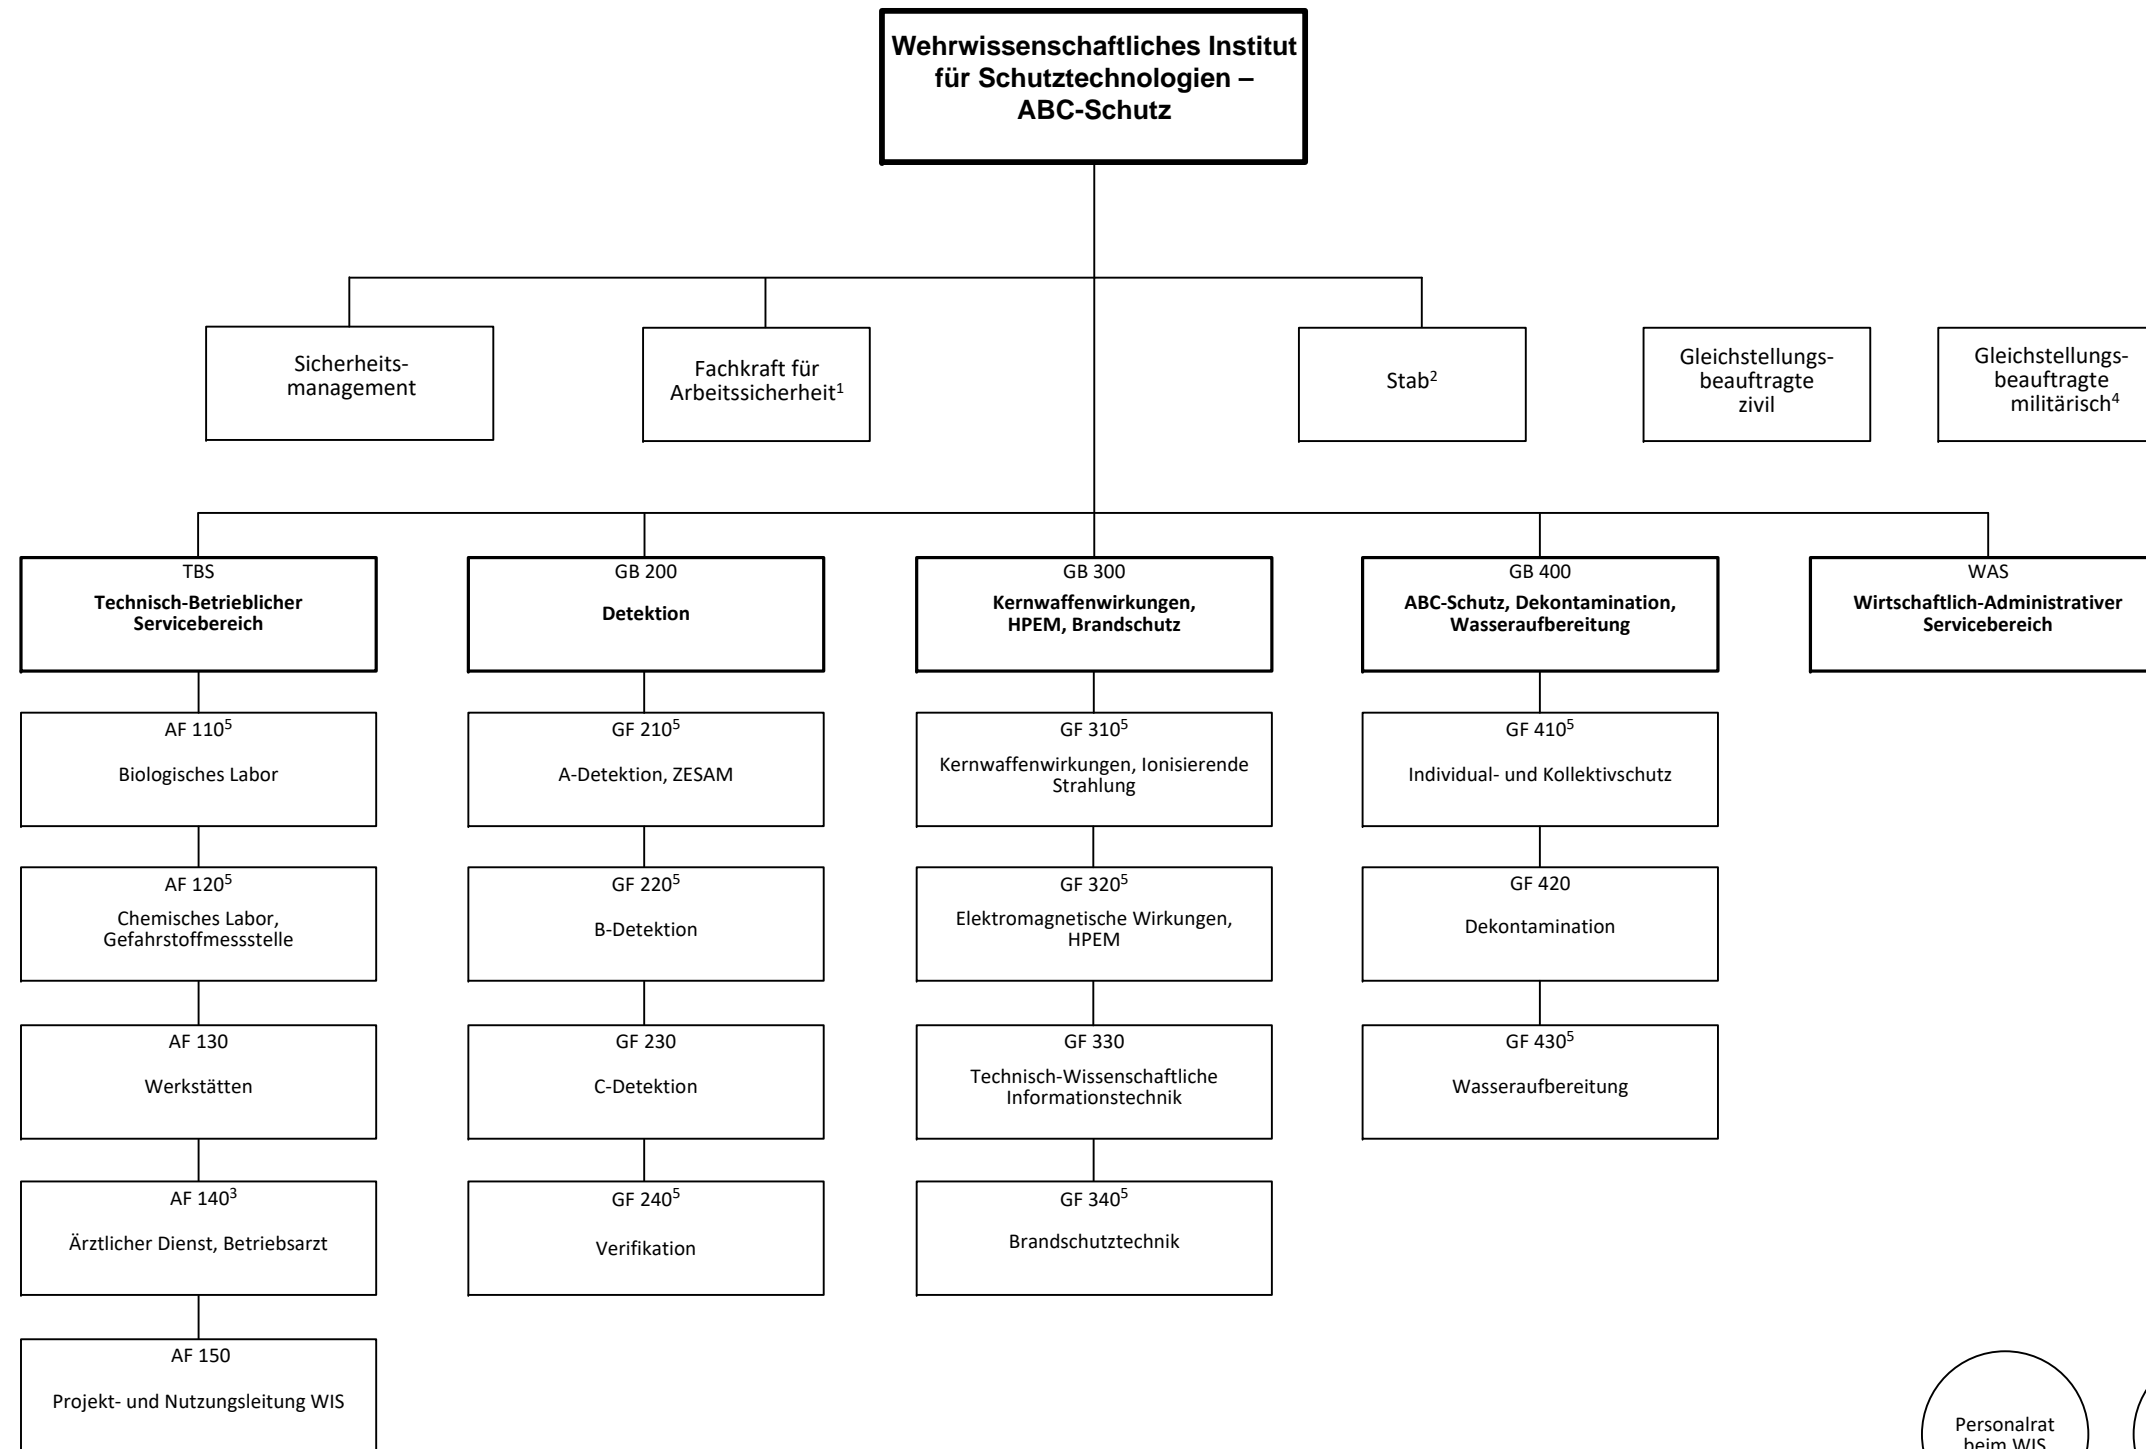 Wehrwissenschaftliches Institut
für Schutztechnologien –
ABC-Schutz
Sicherheits-
management
Fachkraft für
Arbeitssicherheit¹
Stab²
Gleichstellungs-
beauftragte
zivil
Gleichstellungs-
beauftragte
militärisch⁴
TBS
Technisch-Betrieblicher
Servicebereich
GB 200
Detektion
GB 300
Kernwaffenwirkungen,
HPEM, Brandschutz
GB 400
ABC-Schutz, Dekontamination,
Wasseraufbereitung
WAS
Wirtschaftlich-Administrativer
Servicebereich
AF 110⁵
Biologisches Labor
GF 210⁵
A-Detektion, ZESAM
GF 310⁵
Kernwaffenwirkungen, Ionisierende
Strahlung
GF 410⁵
Individual- und Kollektivschutz
AF 120⁵
Chemisches Labor,
Gefahrstoffmessstelle
GF 220⁵
B-Detektion
GF 320⁵
Elektromagnetische Wirkungen,
HPEM
GF 420
Dekontamination
AF 130
Werkstätten
GF 230
C-Detektion
GF 330
Technisch-Wissenschaftliche
Informationstechnik
GF 430⁵
Wasseraufbereitung
AF 140³
Ärztlicher Dienst, Betriebsarzt
GF 240⁵
Verifikation
GF 340⁵
Brandschutztechnik
AF 150
Projekt- und Nutzungsleitung WIS
Personalrat
beim WIS